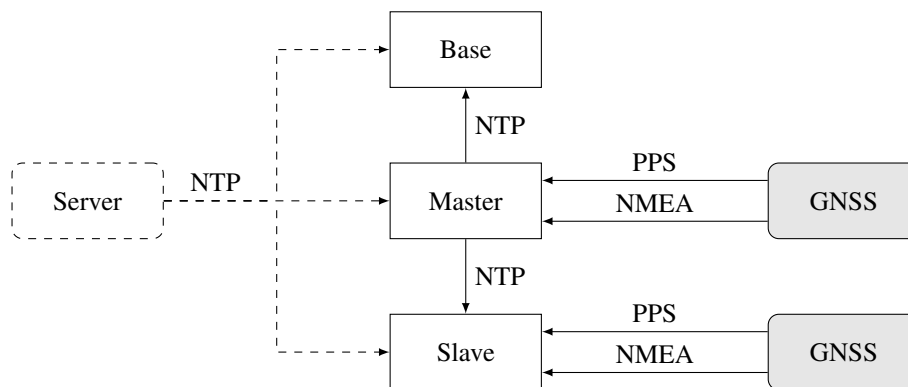 Base
NTP
PPS
Server
NTP
Master
NMEA
GNSS
NTP
PPS
Slave
NMEA
GNSS